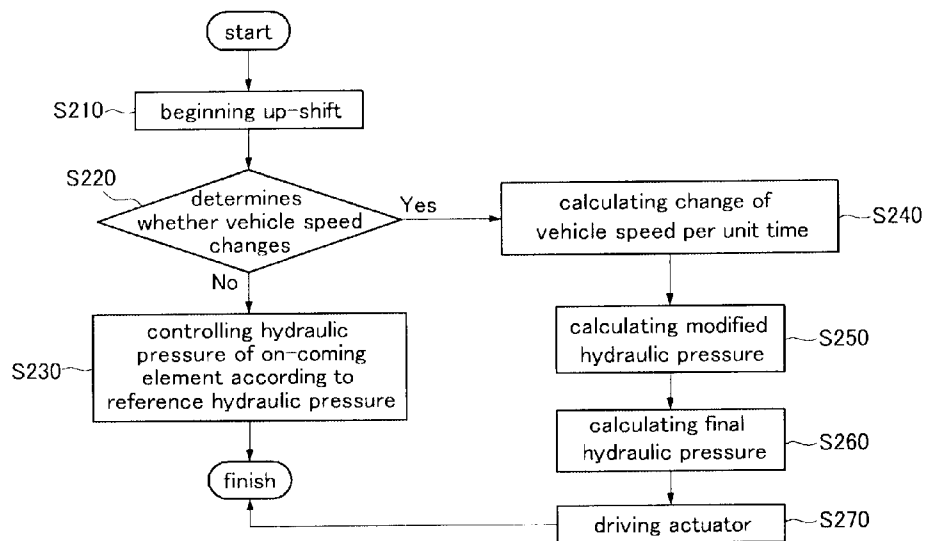 start
S210
beginning up-shift
S220
determines
whether vehicle speed
changes
Yes
No
calculating change of
vehicle speed per unit time
S240
S230
controlling hydraulic
pressure of on-coming
element according to
reference hydraulic pressure
calculating modified
hydraulic pressure
S250
calculating final
hydraulic pressure
S260
finish
driving actuator
S270